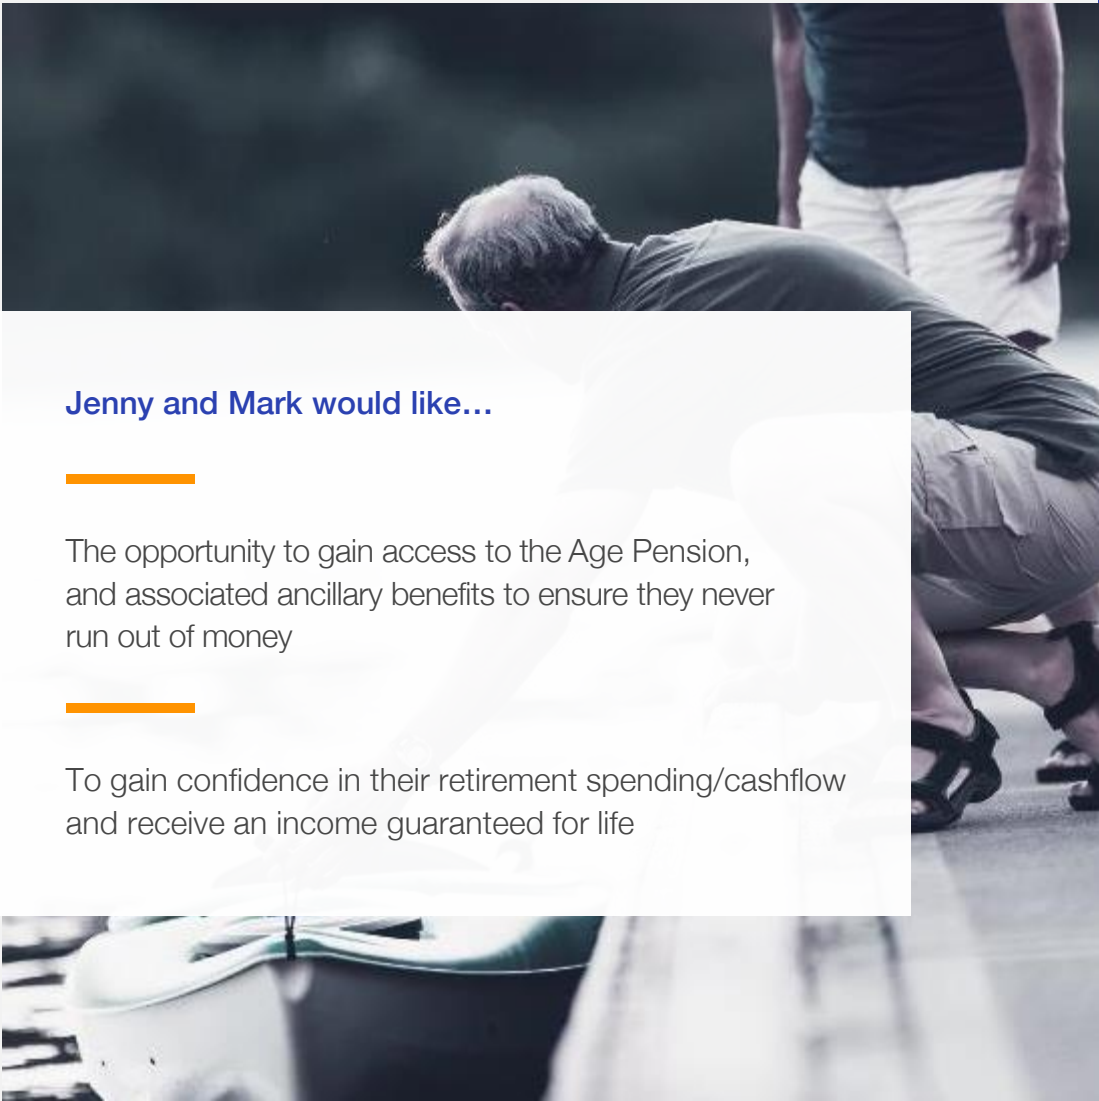 Jenny and Mark would like…
The opportunity to gain access to the Age Pension,
and associated ancillary benefits to ensure they never
run out of money
To gain confidence in their retirement spending/cashflow
and receive an income guaranteed for life